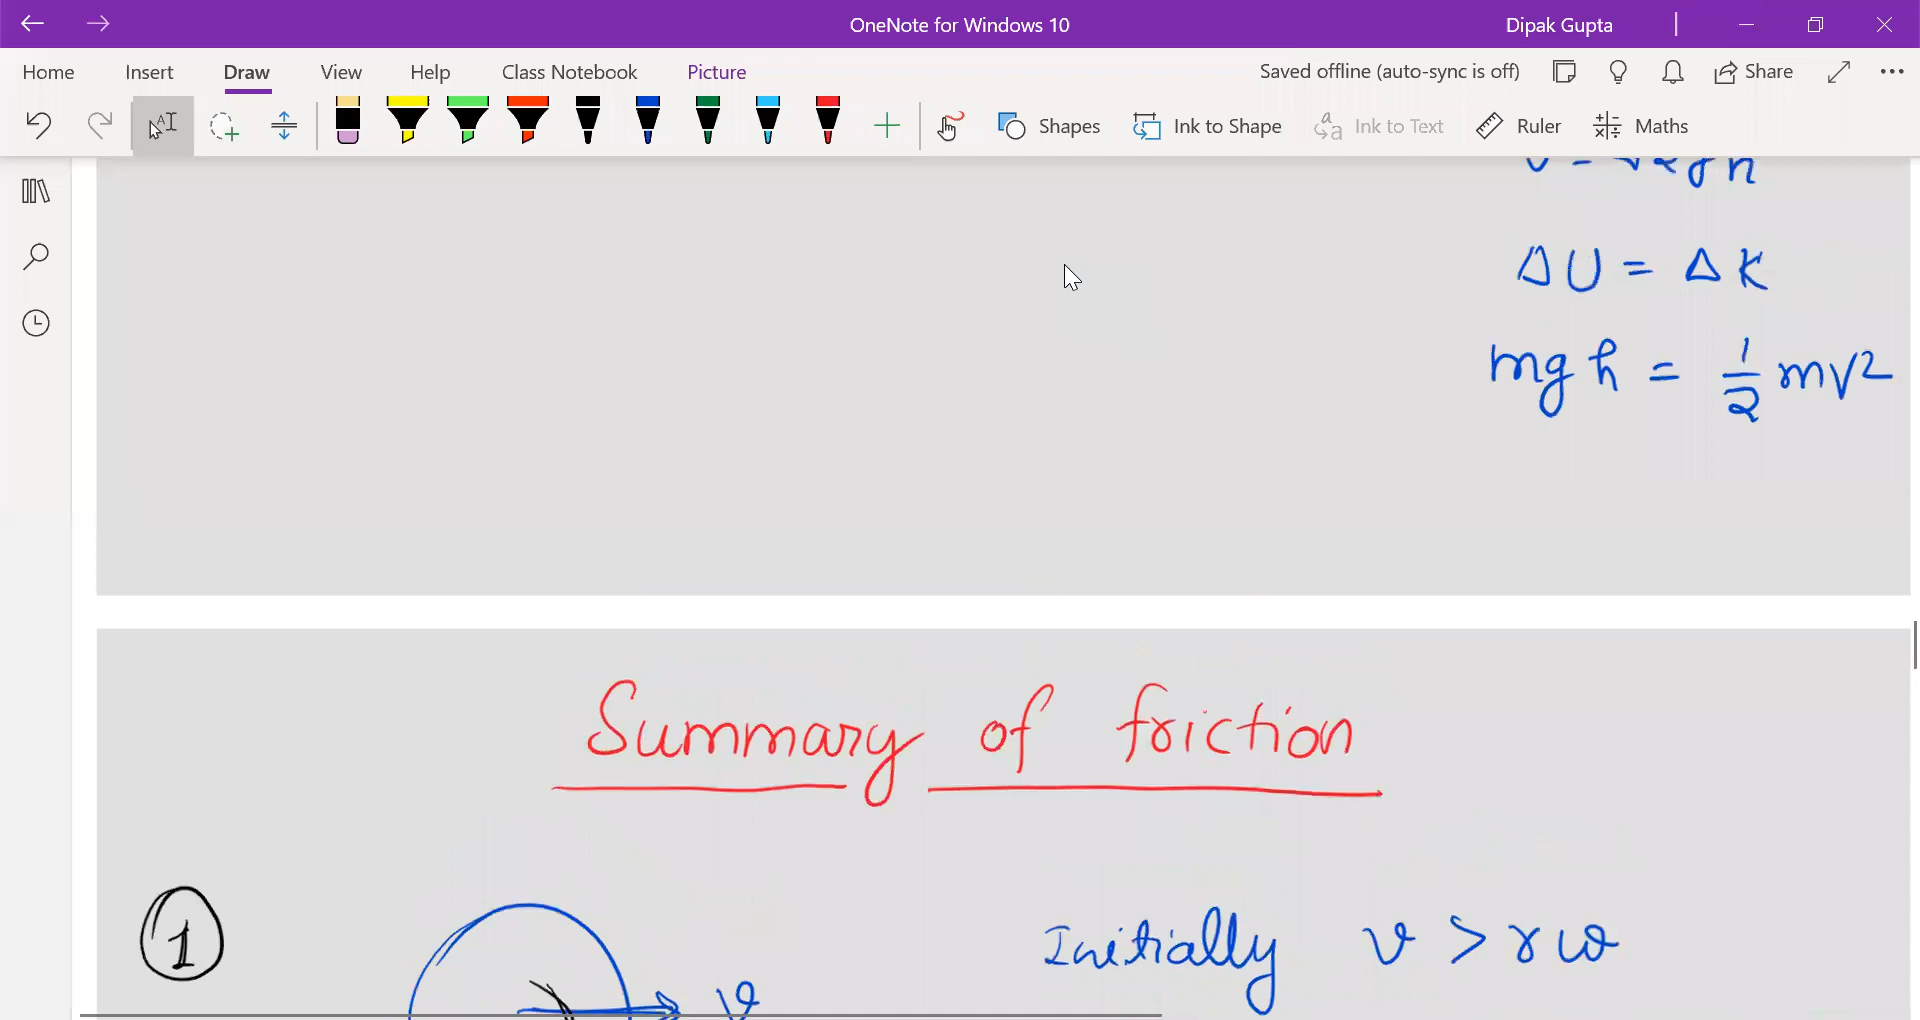 OneNote for Windows 10
Dipak Gupta
Home Insert Draw View Help Class Notebook Picture
Saved offline (auto-sync is off) Share
Shapes Ink to Shape Ink to Text Ruler Maths
v = √2gh
ΔU = ΔK
mgh = 1/2 mv²
Summary of friction
1
Initially v > rω
v